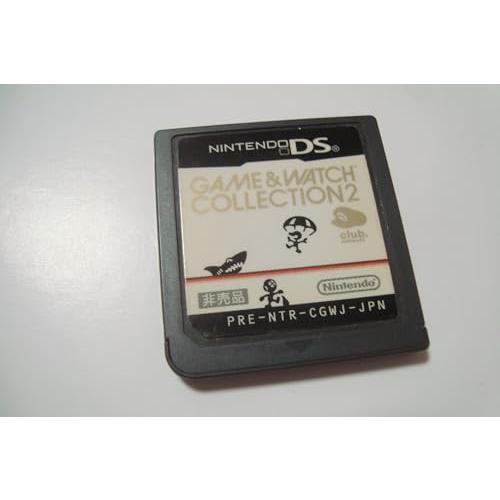 NINTENDO DS®
GAME & WATCH
COLLECTION 2
club
非売品
Nintendo
PRE-NTR-CGWJ-JPN